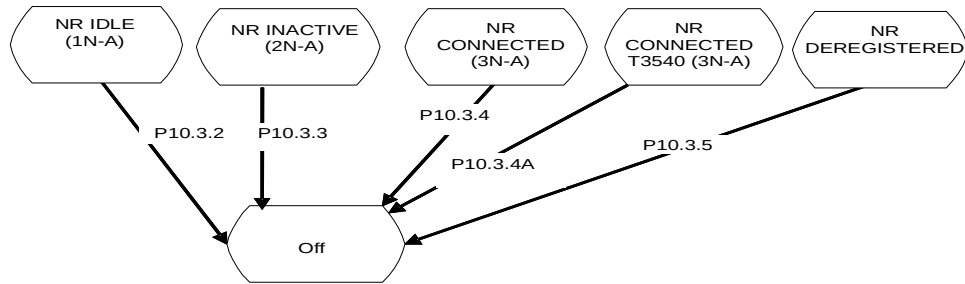 NR IDLE
(1N-A)
NR INACTIVE
(2N-A)
NR
CONNECTED
(3N-A)
NR
CONNECTED
T3540 (3N-A)
NR
DEREGISTERED
P10.3.2
P10.3.3
P10.3.4
P10.3.4A
P10.3.5
Off